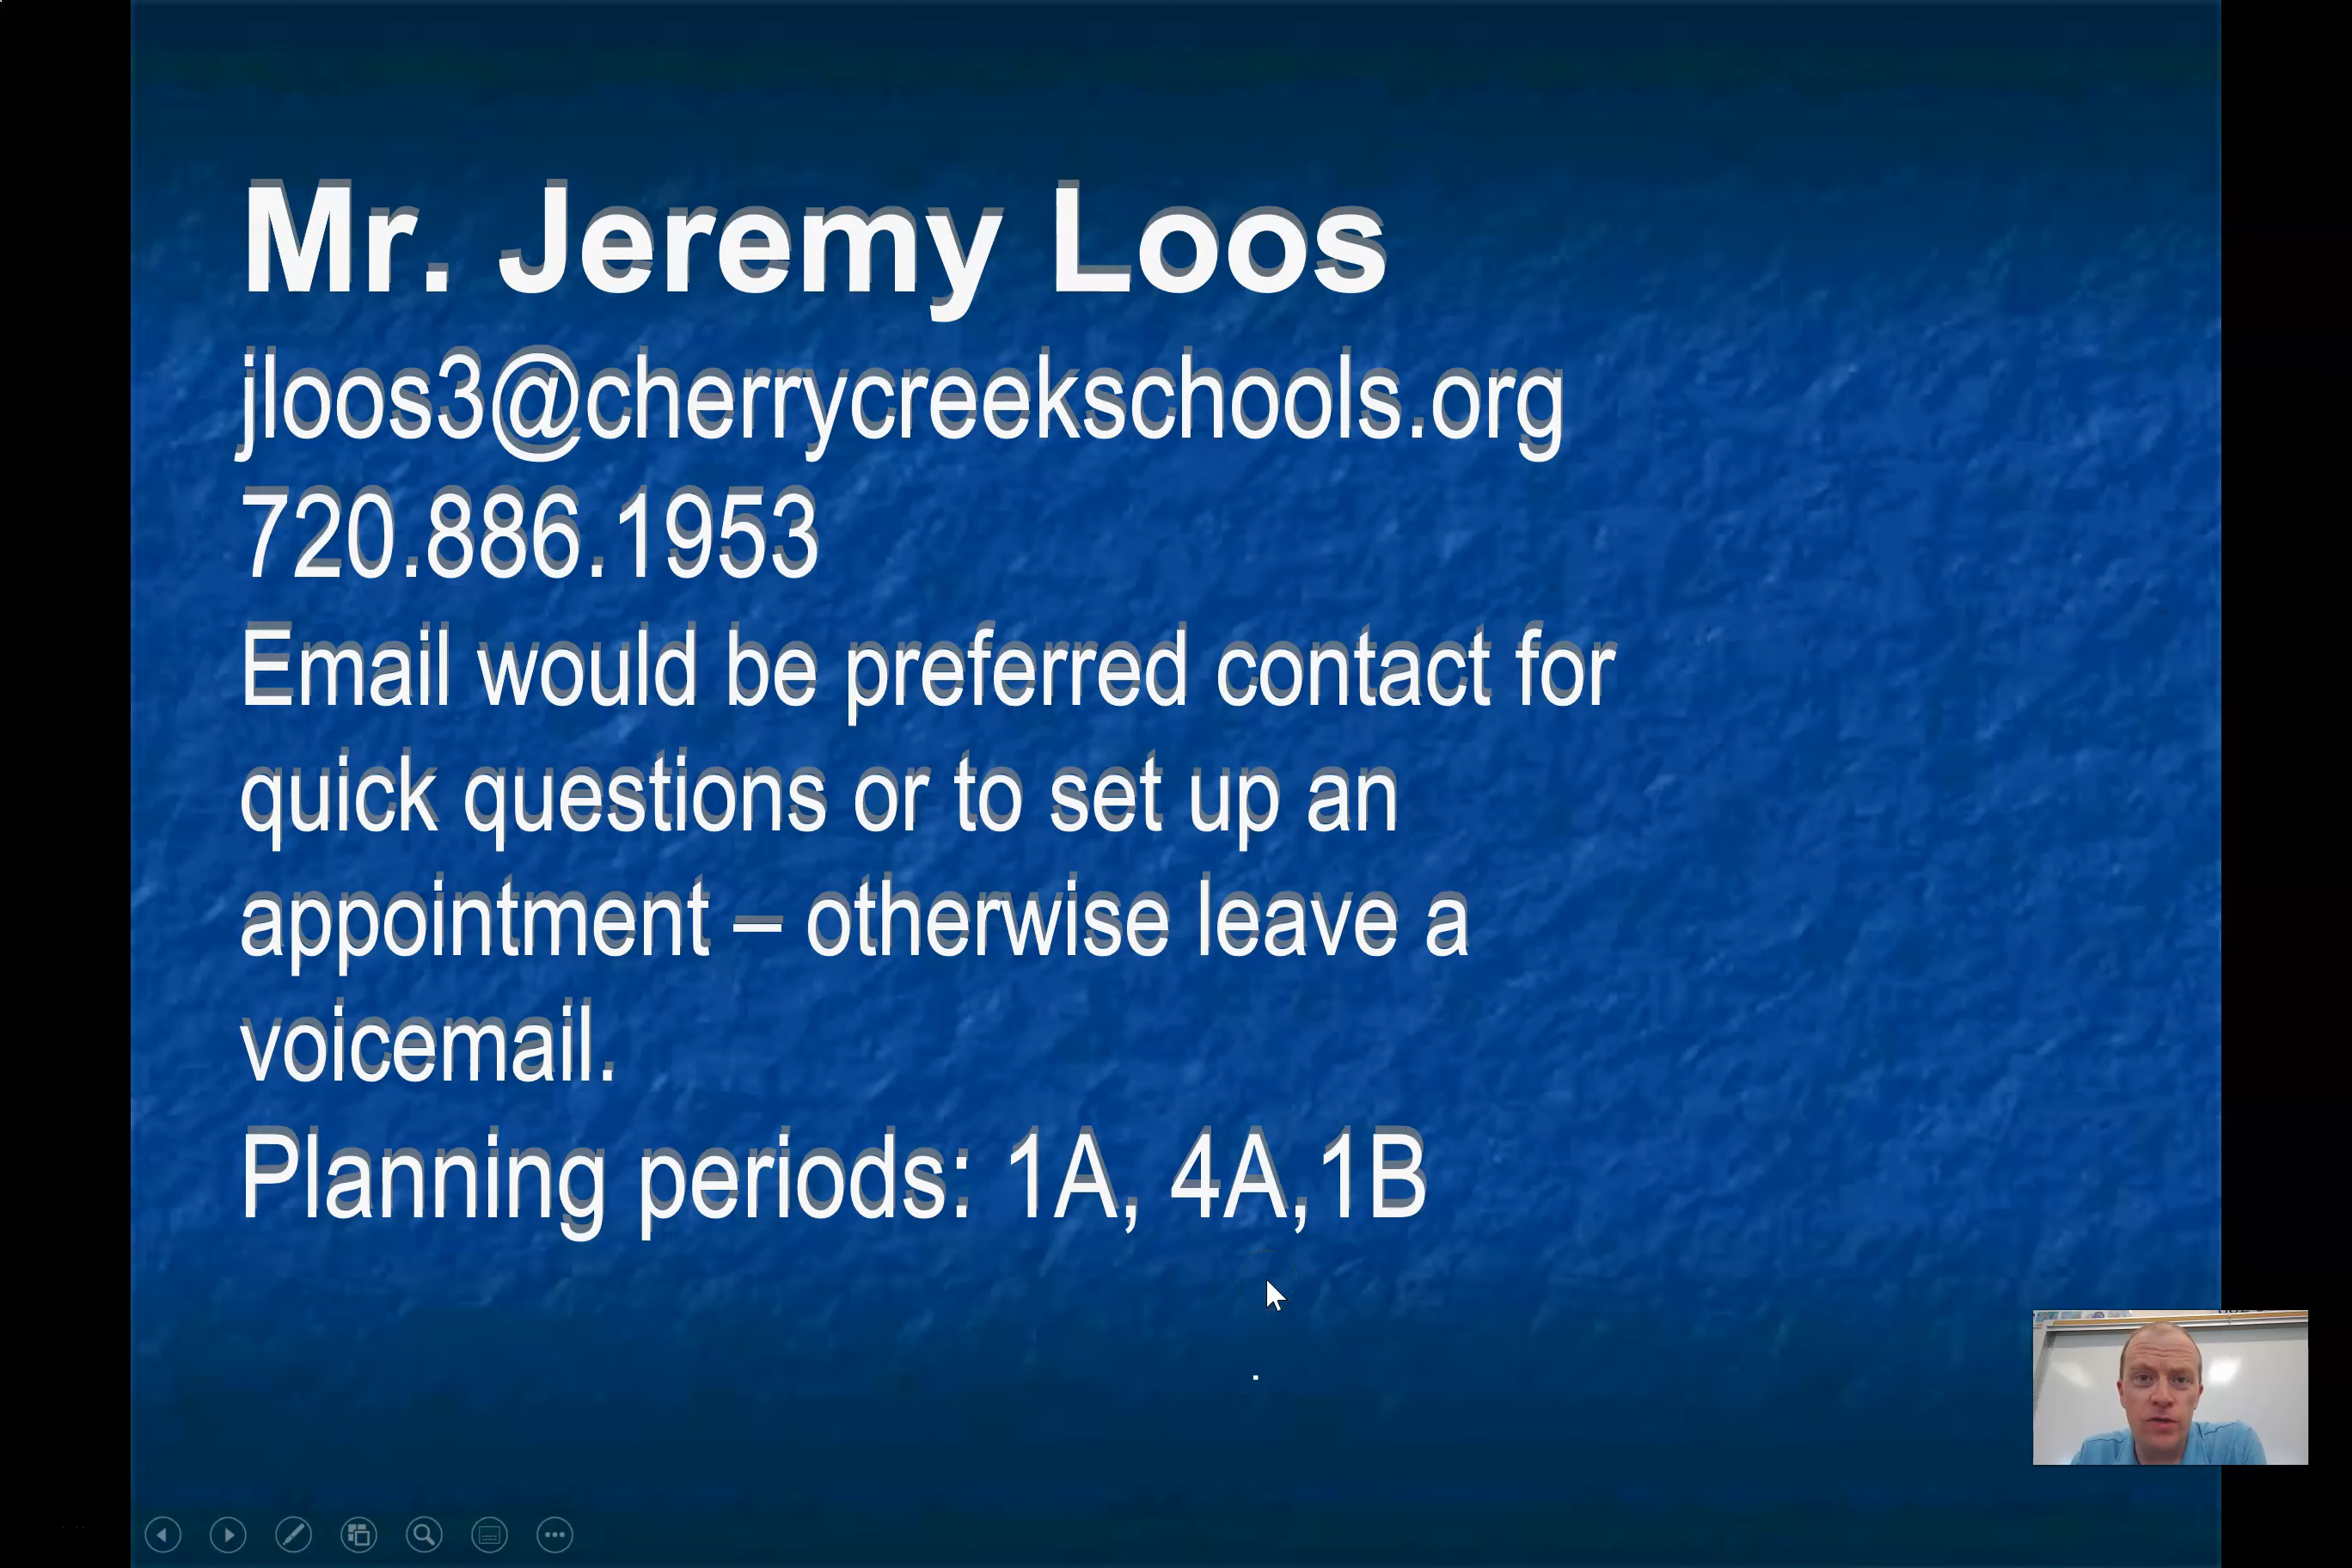 Mr. Jeremy Loos
jloos3@cherrycreekschools.org
720.886.1953
Email would be preferred contact for
quick questions or to set up an
appointment – otherwise leave a
voicemail.
Planning periods: 1A, 4A,1B